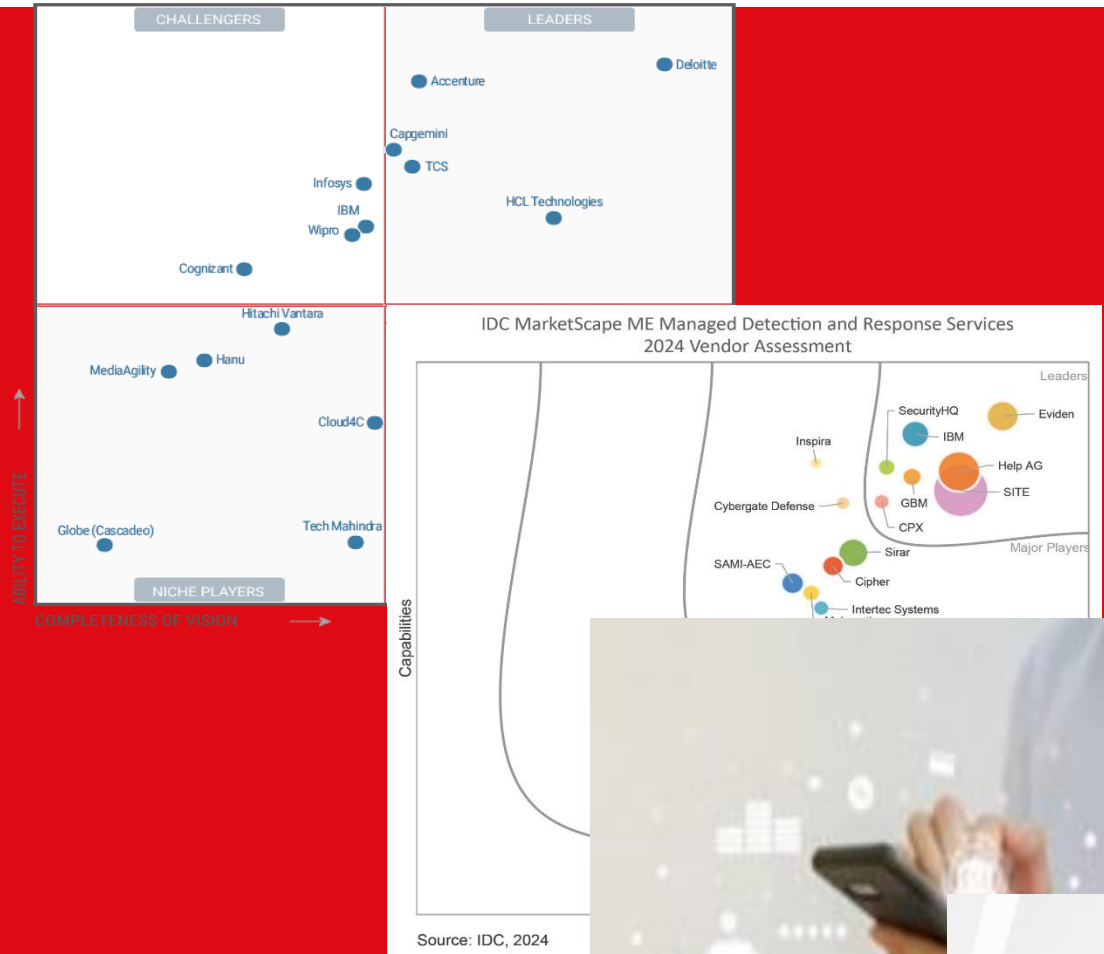 CHALLENGERS
LEADERS
Deloitte
Accenture
Capgemini
TCS
Infosys
HCL Technologies
IBM
Wipro
Cognizant
Hitachi Vantara
Hanu
MediaAgility
Cloud4C
Globe (Cascadeo)
Tech Mahindra
NICHE PLAYERS
ABILITY TO EXECUTE
COMPLETENESS OF VISION
IDC MarketScape ME Managed Detection and Response Services
2024 Vendor Assessment
Leaders
SecurityHQ
Eviden
IBM
Inspira
Help AG
SITE
Cybergate Defense
GBM
CPX
Major Players
Sirar
SAMI-AEC
Cipher
Intertec Systems
Capabilities
Source: IDC, 2024